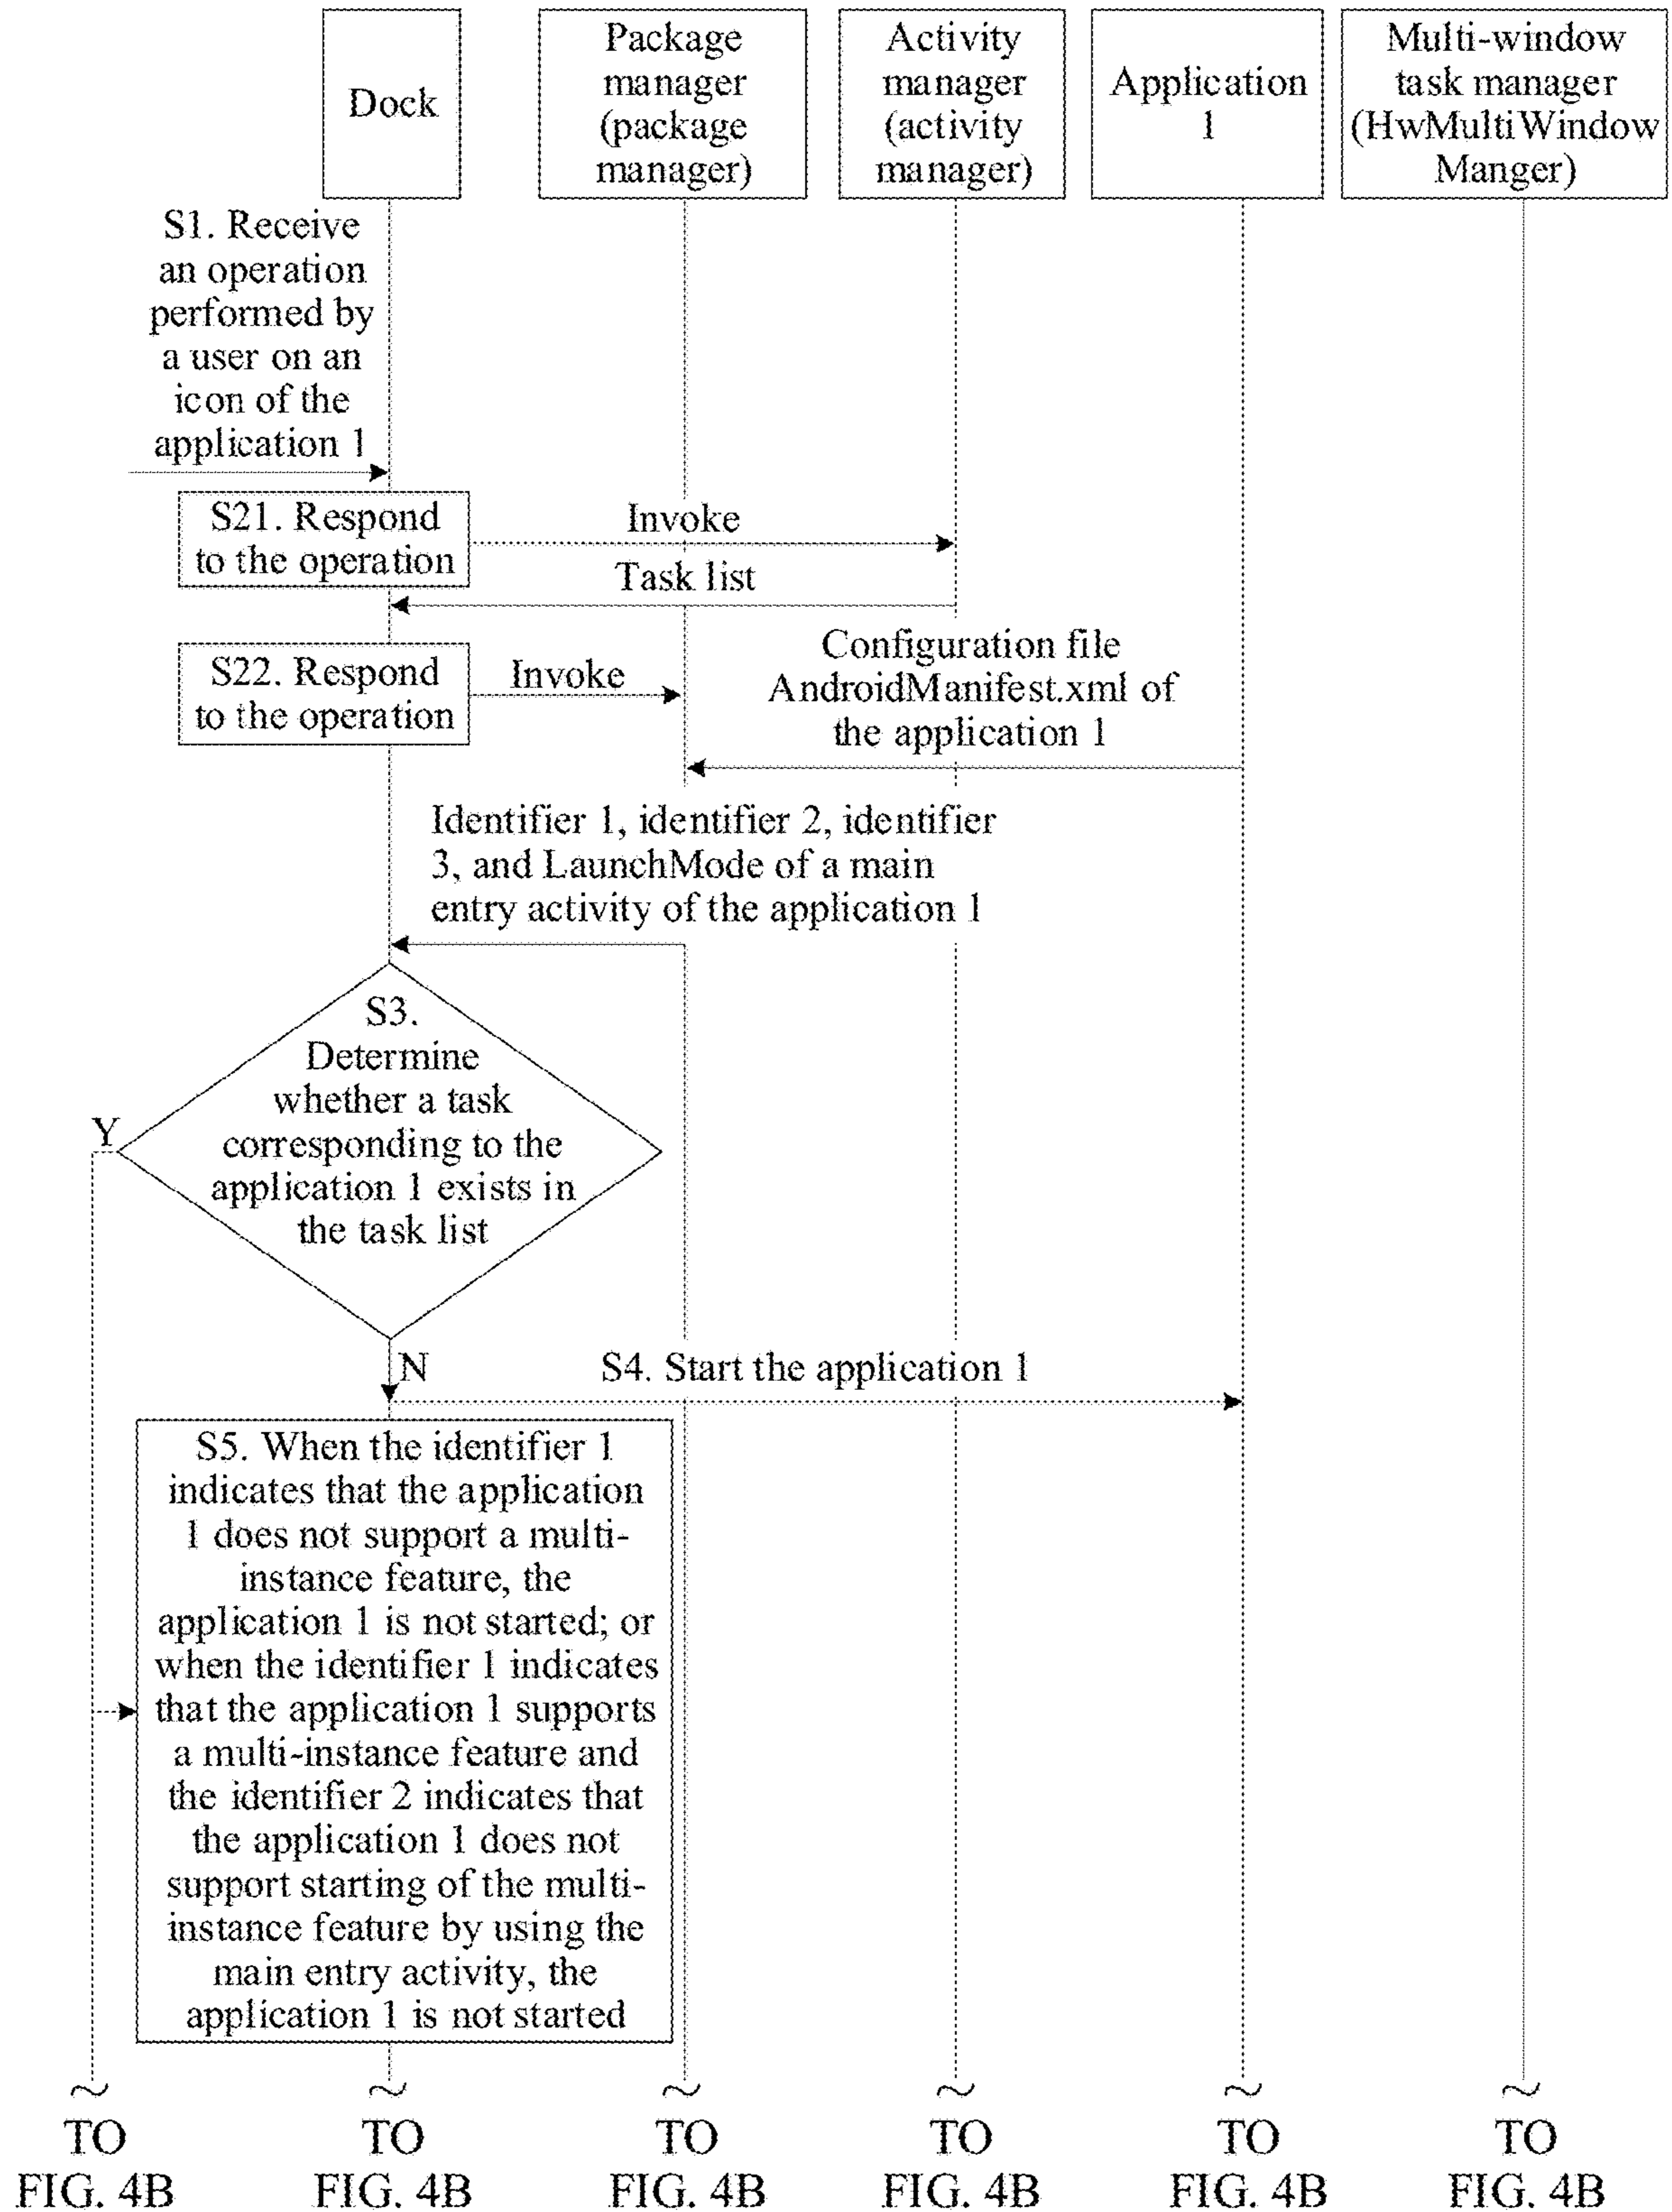 Dock
Package
manager
(package
manager)
Activity
manager
(activity
manager)
Application
1
Multi-window
task manager
(HwMultiWindow
Manger)
S1. Receive
an operation
performed by
a user on an
icon of the
application 1
S21. Respond
to the operation
Invoke
Task list
S22. Respond
to the operation
Invoke
Configuration file
AndroidManifest.xml of
the application 1
Identifier 1, identifier 2, identifier
3, and LaunchMode of a main
entry activity of the application 1
S3.
Determine
whether a task
corresponding to the
application 1 exists in
the task list
Y
N
S4. Start the application 1
S5. When the identifier 1
indicates that the application
1 does not support a multi-
instance feature, the
application 1 is not started; or
when the identifier 1 indicates
that the application 1 supports
a multi-instance feature and
the identifier 2 indicates that
the application 1 does not
support starting of the multi-
instance feature by using the
main entry activity, the
application 1 is not started
TO
FIG. 4B
TO
FIG. 4B
TO
FIG. 4B
TO
FIG. 4B
TO
FIG. 4B
TO
FIG. 4B